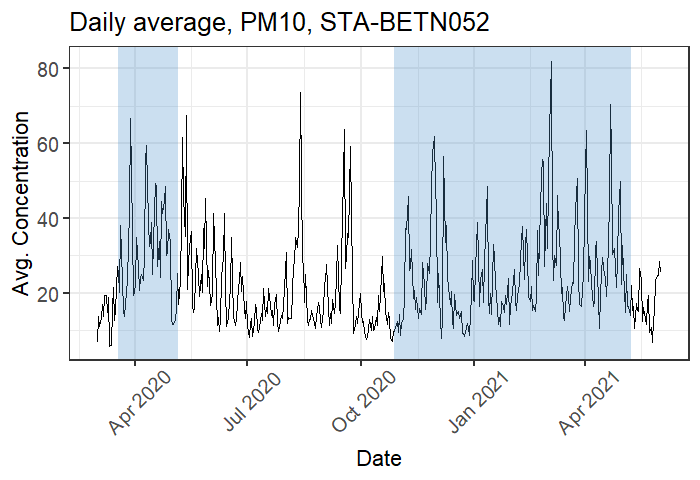 Daily average, PM10, STA-BETN052
Avg. Concentration
80
60
40
20
Apr 2020
Jul 2020
Oct 2020
Jan 2021
Apr 2021
Date